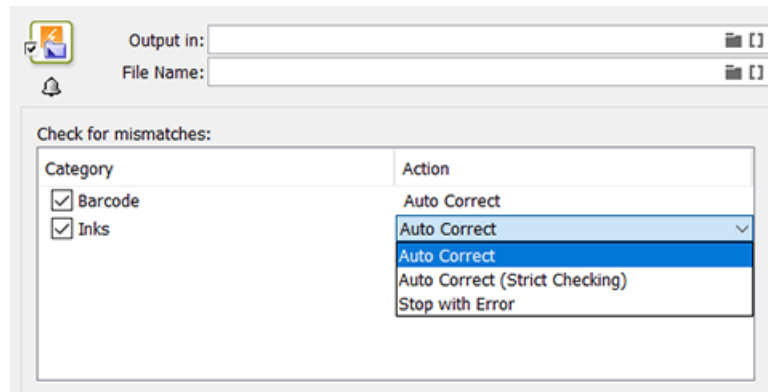 Output in:
File Name:
Check for mismatches:
Category Action
Barcode Auto Correct
Inks Auto Correct
Auto Correct
Auto Correct (Strict Checking)
Stop with Error